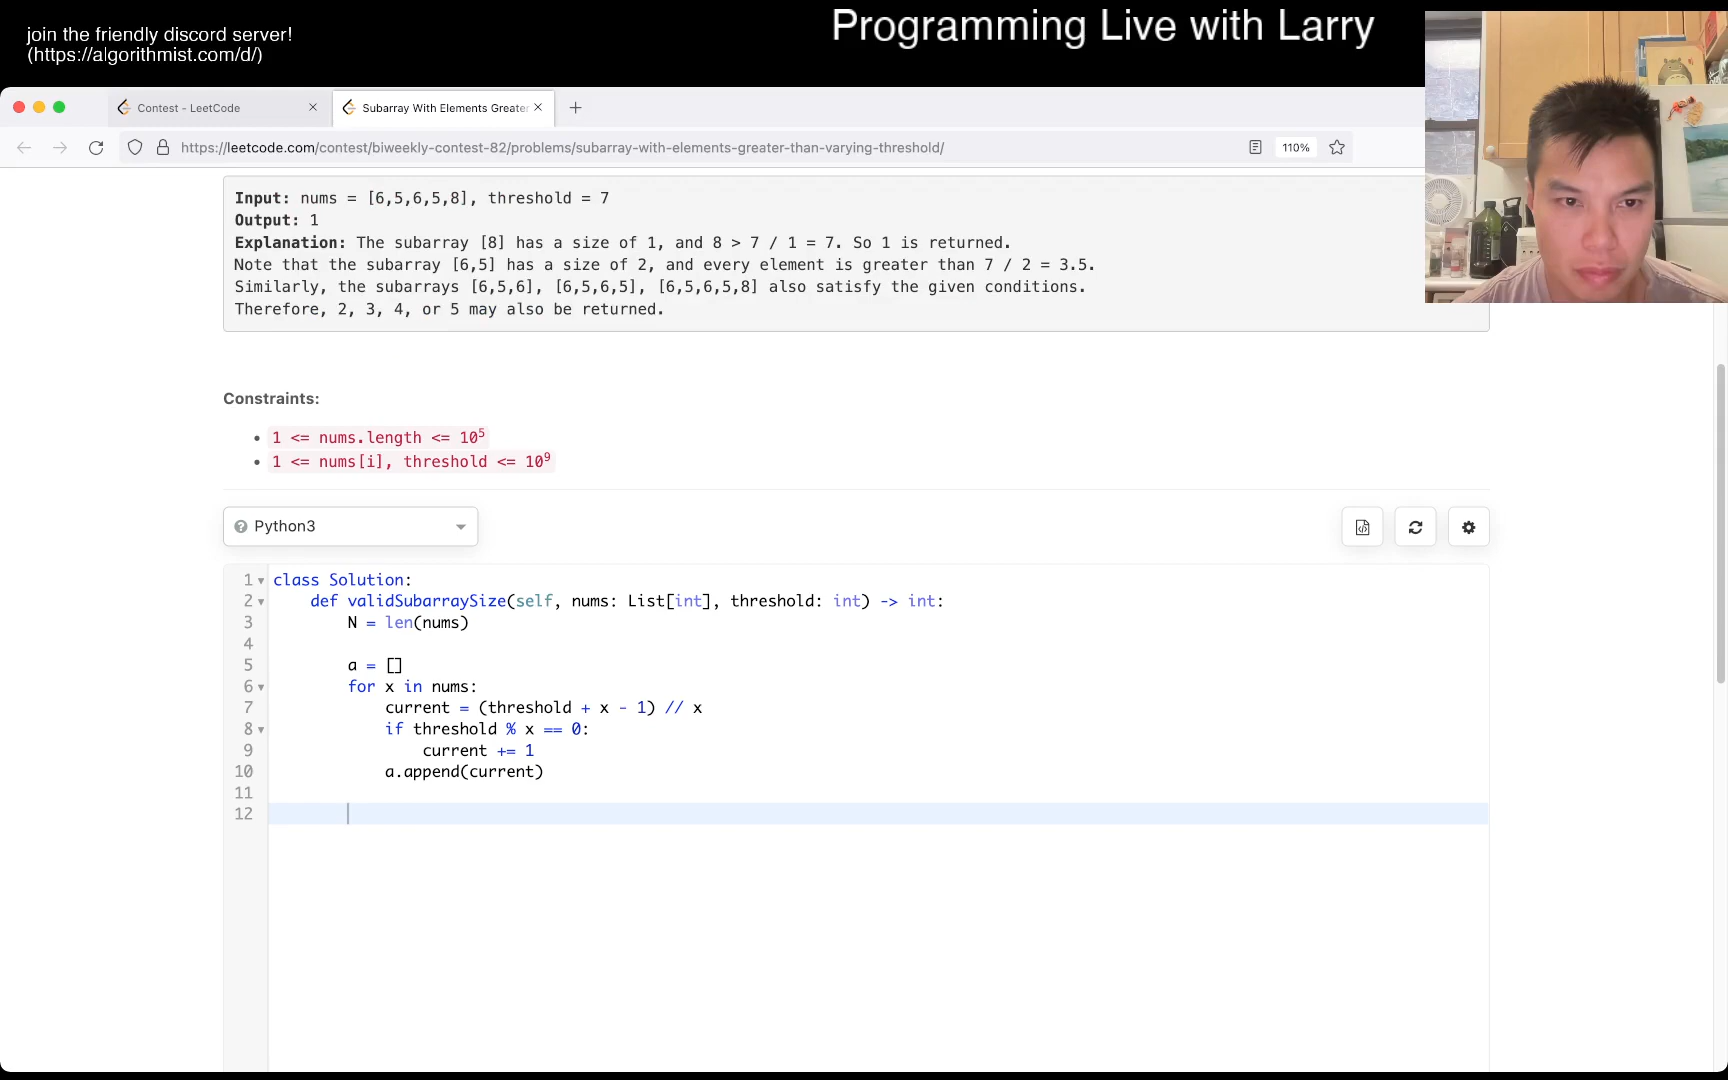 join the friendly discord server!
(https://algorithmist.com/d/)
Programming Live with Larry
Contest - LeetCode
Subarray With Elements Greater
https://leetcode.com/contest/biweekly-contest-82/problems/subarray-with-elements-greater-than-varying-threshold/
110%
Input: nums = [6,5,6,5,8], threshold = 7
Output: 1
Explanation: The subarray [8] has a size of 1, and 8 > 7 / 1 = 7. So 1 is returned.
Note that the subarray [6,5] has a size of 2, and every element is greater than 7 / 2 = 3.5.
Similarly, the subarrays [6,5,6], [6,5,6,5], [6,5,6,5,8] also satisfy the given conditions.
Therefore, 2, 3, 4, or 5 may also be returned.
Constraints:
• 1 <= nums.length <= 10⁵
• 1 <= nums[i], threshold <= 10⁹
Python3
1 class Solution:
2     def validSubarraySize(self, nums: List[int], threshold: int) -> int:
3         N = len(nums)
4
5         a = []
6         for x in nums:
7             current = (threshold + x - 1) // x
8             if threshold % x == 0:
9                 current += 1
10             a.append(current)
11
12